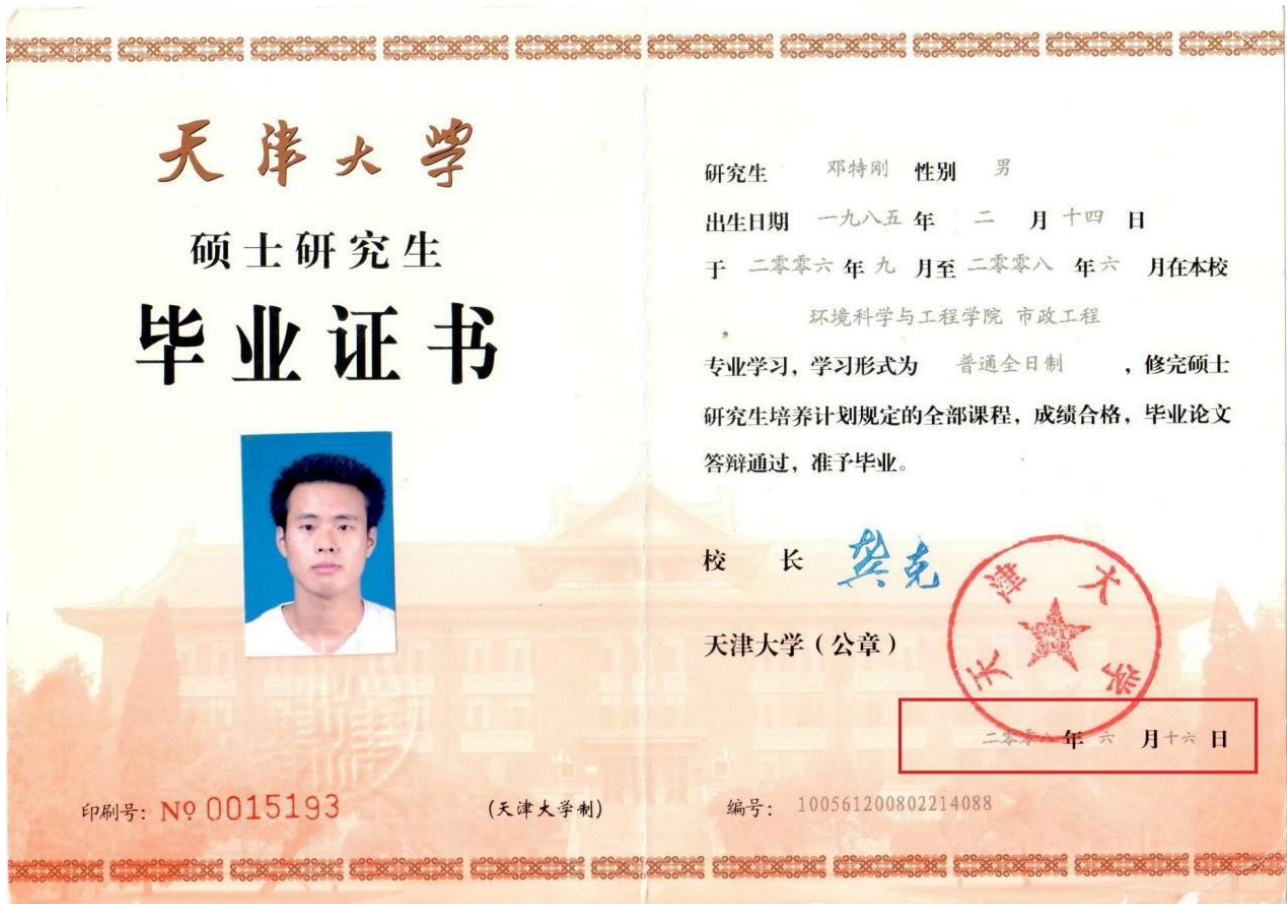 天津大学
硕士研究生
毕业证书
印刷号：№ 0015193
(天津大学制)
研究生 邓特刚 性别 男
出生日期 一九八五 年 二 月 十四 日
于 二零零六 年 九 月至 二零零八 年 六 月在本校
环境科学与工程学院 市政工程
专业学习，学习形式为 普通全日制 ，修完硕士
研究生培养计划规定的全部课程，成绩合格，毕业论文
答辩通过，准予毕业。
校 长 龚克
天津大学（公章）
天津大学
二零零八 年 六 月 十六 日
编号： 100561200802214088